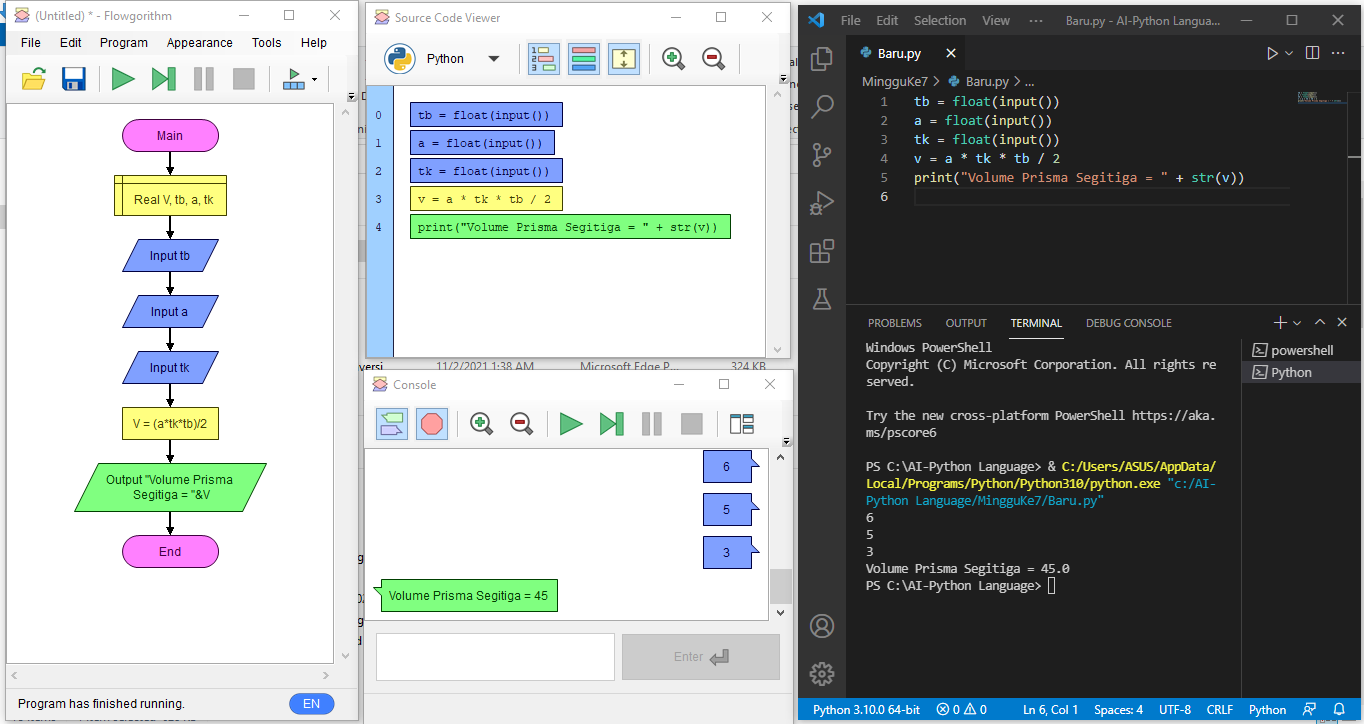 (Untitled) * - Flowgorithm
File Edit Program Appearance Tools Help
Main
Real V, tb, a, tk
Input tb
Input a
Input tk
V = (a*tk*tb)/2
Output "Volume Prisma
Segitiga = "&V
End
Program has finished running.
EN
Source Code Viewer
Python
0 tb = float(input())
1 a = float(input())
2 tk = float(input())
3 v = a * tk * tb / 2
4 print("Volume Prisma Segitiga = " + str(v))
11/2/2021 1:38 AM Microsoft Edge P... 324 KB
Console
6
5
3
Volume Prisma Segitiga = 45
Enter
File Edit Selection View ··· Baru.py - AI-Python Langua...
Baru.py
MingguKe7 > Baru.py > ...
1 tb = float(input())
2 a = float(input())
3 tk = float(input())
4 v = a * tk * tb / 2
5 print("Volume Prisma Segitiga = " + str(v))
6
PROBLEMS OUTPUT TERMINAL DEBUG CONSOLE
powershell
Python
Windows PowerShell
Copyright (C) Microsoft Corporation. All rights re
served.
Try the new cross-platform PowerShell https://aka.
ms/pscore6
PS C:\AI-Python Language> & C:/Users/ASUS/AppData/
Local/Programs/Python/Python310/python.exe "c:/AI-
Python Language/MingguKe7/Baru.py"
6
5
3
Volume Prisma Segitiga = 45.0
PS C:\AI-Python Language>
Python 3.10.0 64-bit 0 0 Ln 6, Col 1 Spaces: 4 UTF-8 CRLF Python